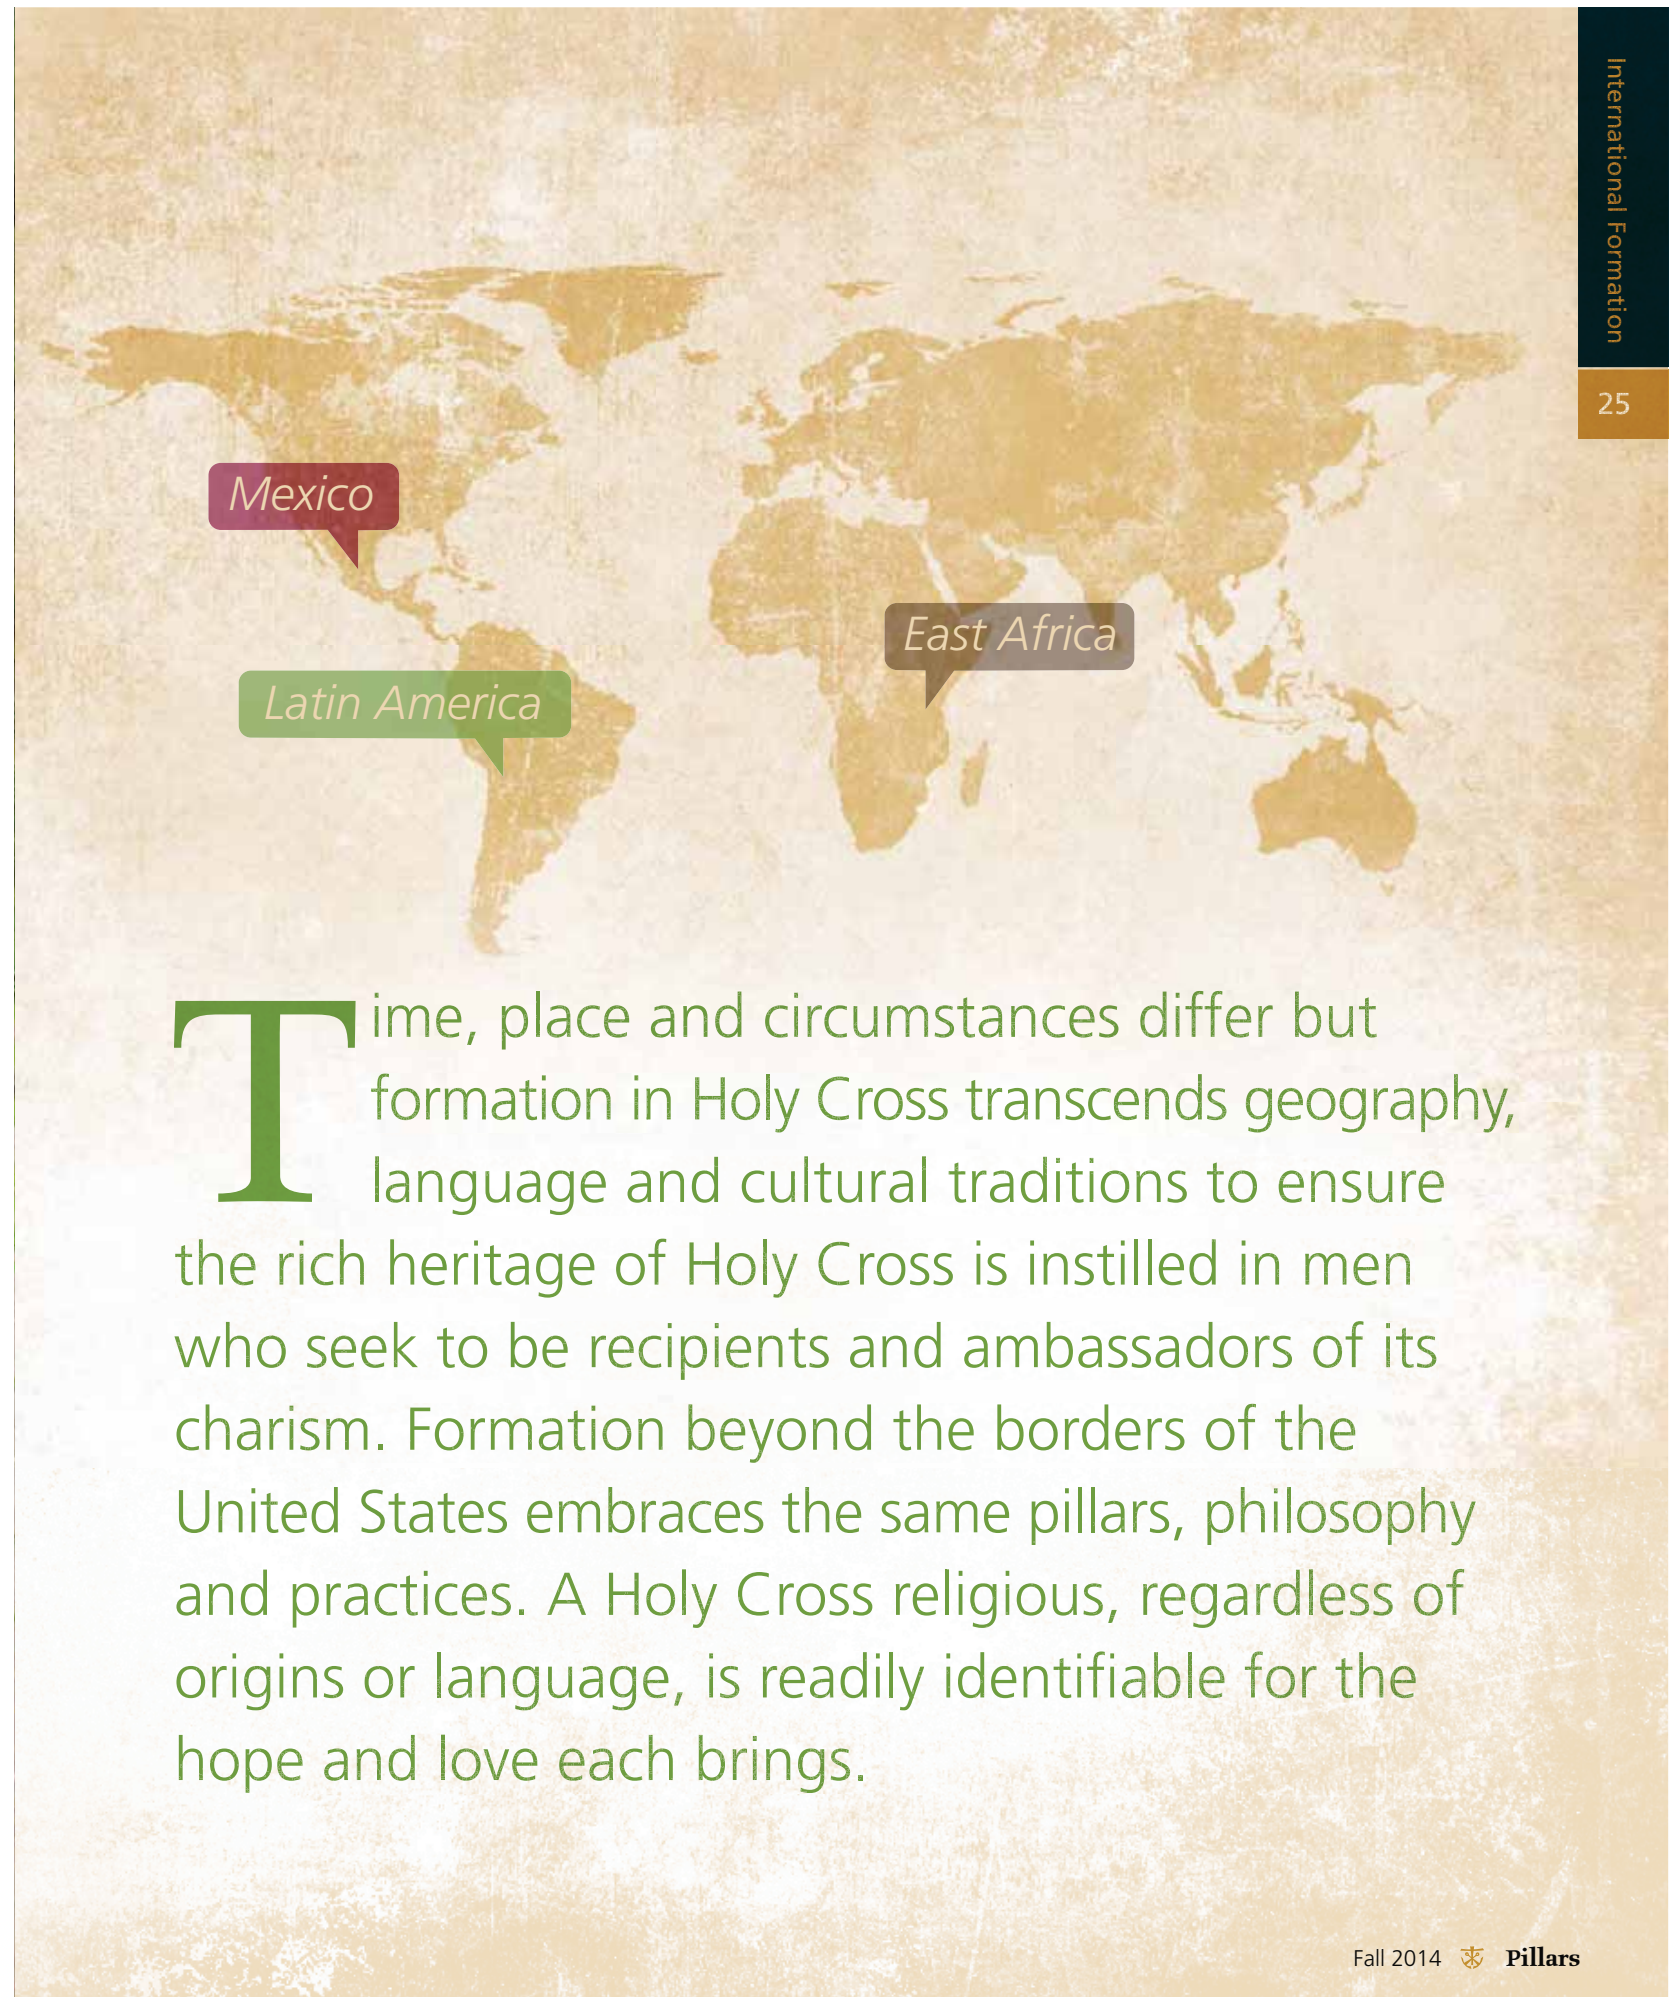 International Formation
25
Mexico
East Africa
Latin America
Time, place and circumstances differ but
formation in Holy Cross transcends geography,
language and cultural traditions to ensure
the rich heritage of Holy Cross is instilled in men
who seek to be recipients and ambassadors of its
charism. Formation beyond the borders of the
United States embraces the same pillars, philosophy
and practices. A Holy Cross religious, regardless of
origins or language, is readily identifiable for the
hope and love each brings.
Fall 2014 Pillars